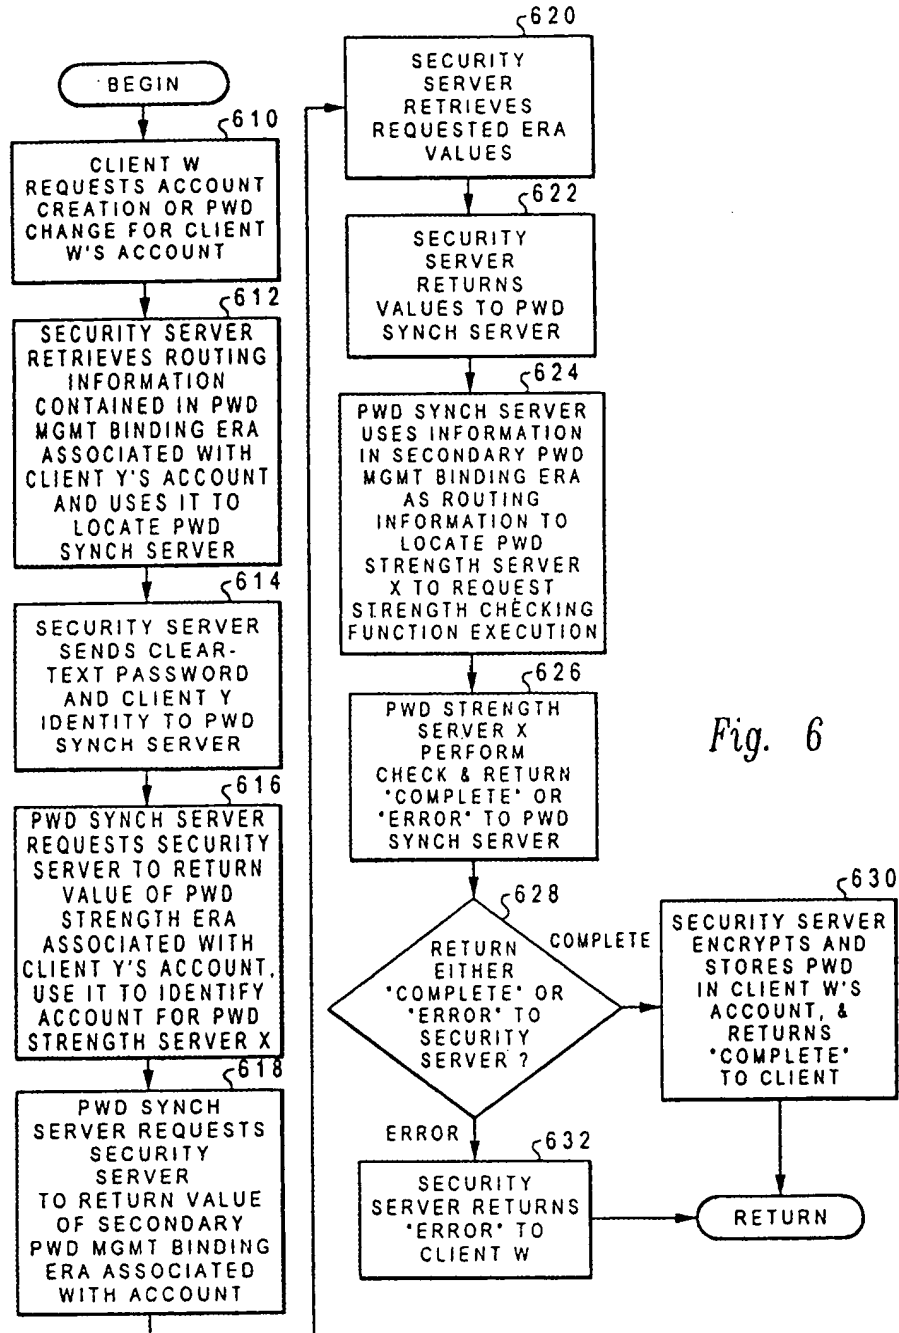 BEGIN
610
CLIENT W
REQUESTS ACCOUNT
CREATION OR PWD
CHANGE FOR CLIENT
W'S ACCOUNT
612
SECURITY SERVER
RETRIEVES ROUTING
INFORMATION
CONTAINED IN PWD
MGMT BINDING ERA
ASSOCIATED WITH
CLIENT Y'S ACCOUNT
AND USES IT TO
LOCATE PWD
SYNCH SERVER
614
SECURITY SERVER
SENDS CLEAR-
TEXT PASSWORD
AND CLIENT Y
IDENTITY TO PWD
SYNCH SERVER
616
PWD SYNCH SERVER
REQUESTS SECURITY
SERVER TO RETURN
VALUE OF PWD
STRENGTH ERA
ASSOCIATED WITH
CLIENT Y'S ACCOUNT,
USE IT TO IDENTIFY
ACCOUNT FOR PWD
STRENGTH SERVER X
618
PWD SYNCH
SERVER REQUESTS
SECURITY
SERVER
TO RETURN VALUE
OF SECONDARY
PWD MGMT BINDING
ERA ASSOCIATED
WITH ACCOUNT
620
SECURITY
SERVER
RETRIEVES
REQUESTED ERA
VALUES
622
SECURITY
SERVER
RETURNS
VALUES TO PWD
SYNCH SERVER
624
PWD SYNCH SERVER
USES INFORMATION
IN SECONDARY PWD
MGMT BINDING ERA
AS ROUTING
INFORMATION TO
LOCATE PWD
STRENGTH SERVER
X TO REQUEST
STRENGTH CHECKING
FUNCTION EXECUTION
626
PWD STRENGTH
SERVER X
PERFORM
CHECK & RETURN
"COMPLETE" OR
"ERROR" TO PWD
SYNCH SERVER
628
RETURN
EITHER
"COMPLETE" OR
"ERROR" TO
SECURITY
SERVER ?
COMPLETE
ERROR
630
SECURITY SERVER
ENCRYPTS AND
STORES PWD
IN CLIENT W'S
ACCOUNT, &
RETURNS
"COMPLETE"
TO CLIENT
632
SECURITY
SERVER RETURNS
"ERROR" TO
CLIENT W
RETURN
Fig. 6